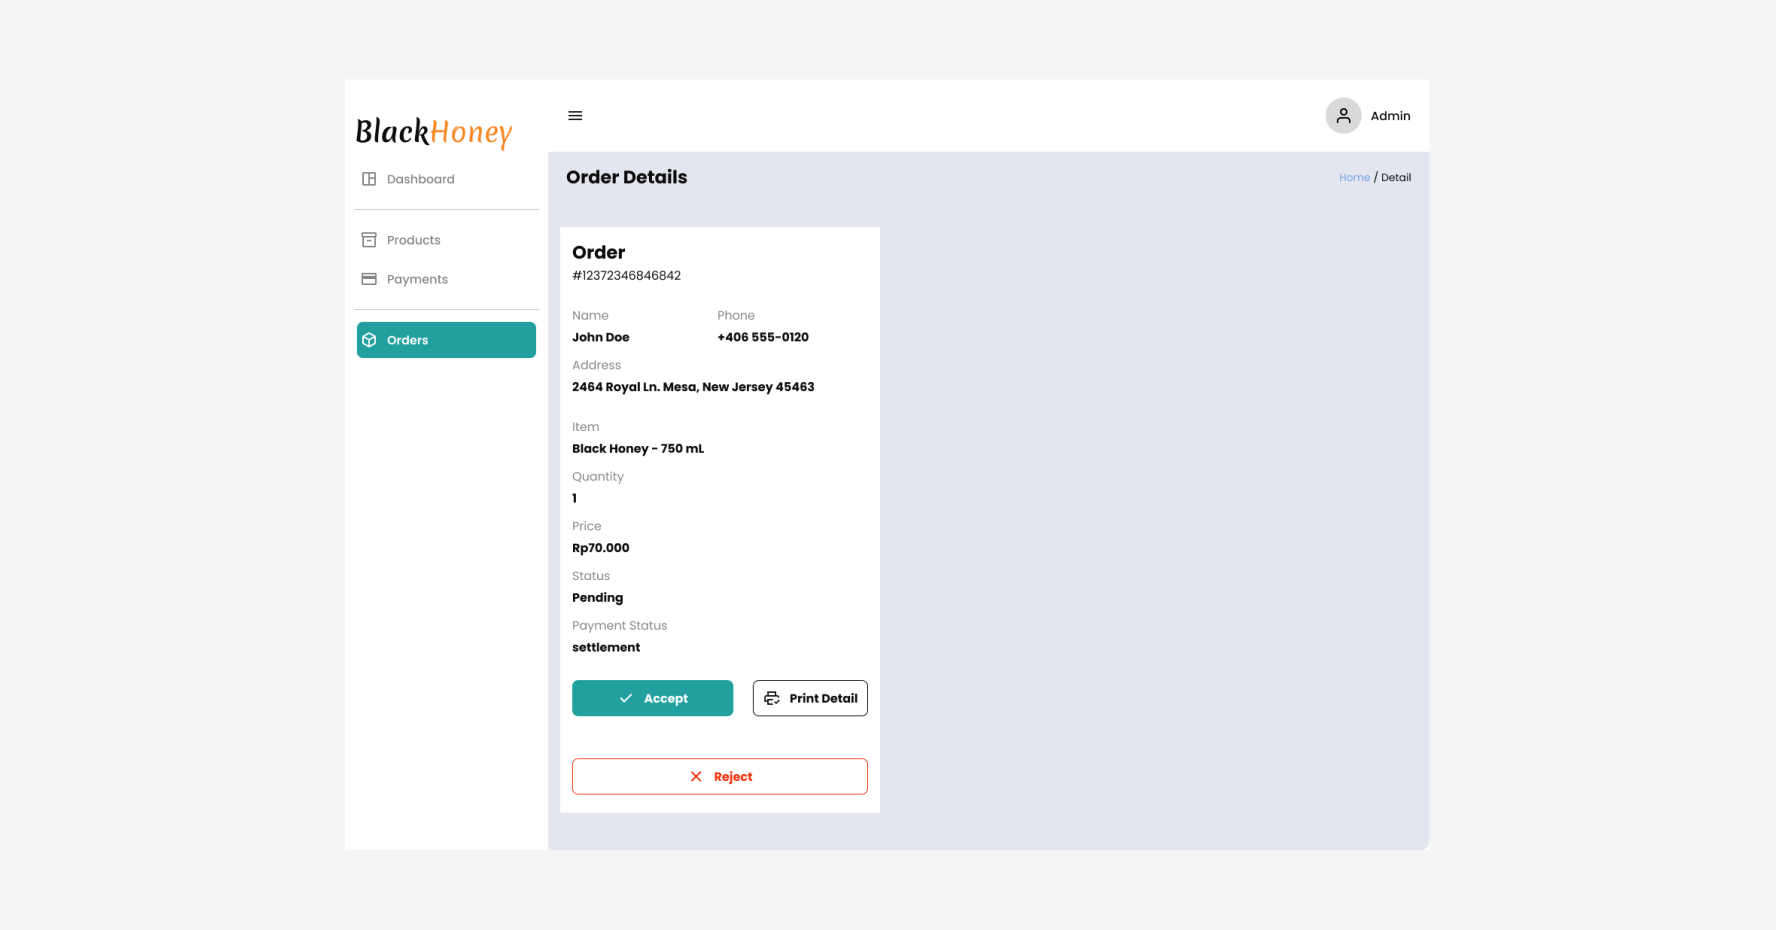 BlackHoney
Dashboard
Products
Payments
Orders
Admin
Order Details
Home / Detail
Order
#12372346846842
Name
Phone
John Doe
+406 555-0120
Address
2464 Royal Ln. Mesa, New Jersey 45463
Item
Black Honey - 750 mL
Quantity
1
Price
Rp70.000
Status
Pending
Payment Status
settlement
Accept
Print Detail
Reject